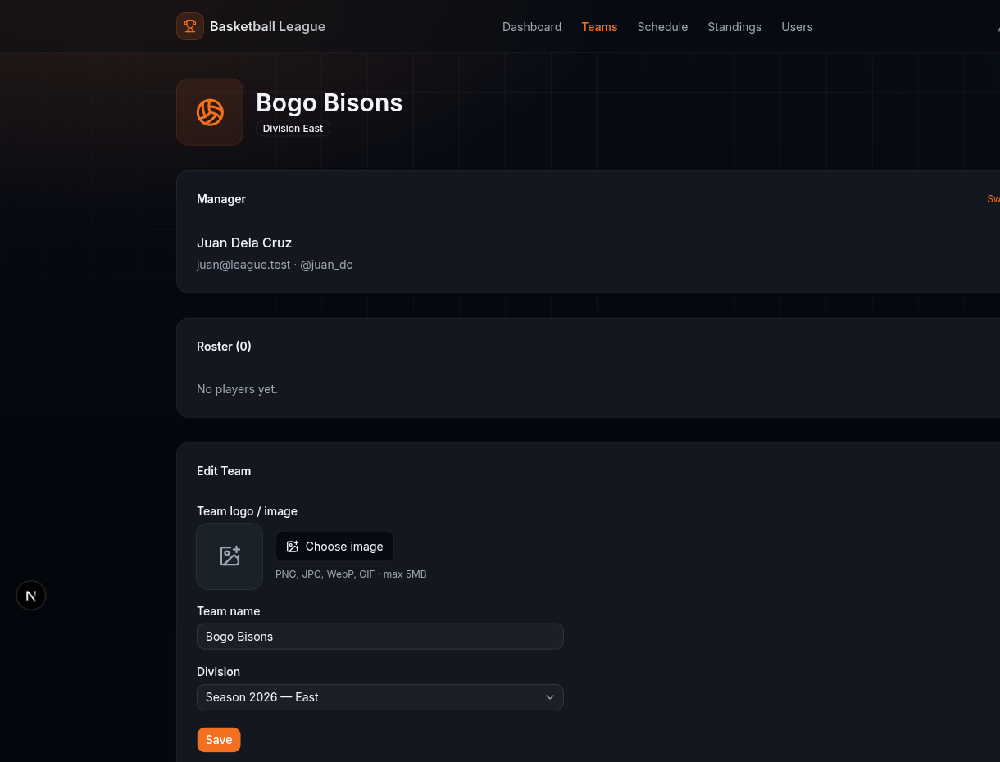 Basketball League
Dashboard Teams Schedule Standings Users
Bogo Bisons
Division East
Manager
Juan Dela Cruz
juan@league.test · @juan_dc
Roster (0)
No players yet.
Edit Team
Team logo / image
Choose image
PNG, JPG, WebP, GIF · max 5MB
Team name
Bogo Bisons
Division
Season 2026 — East
Save
N